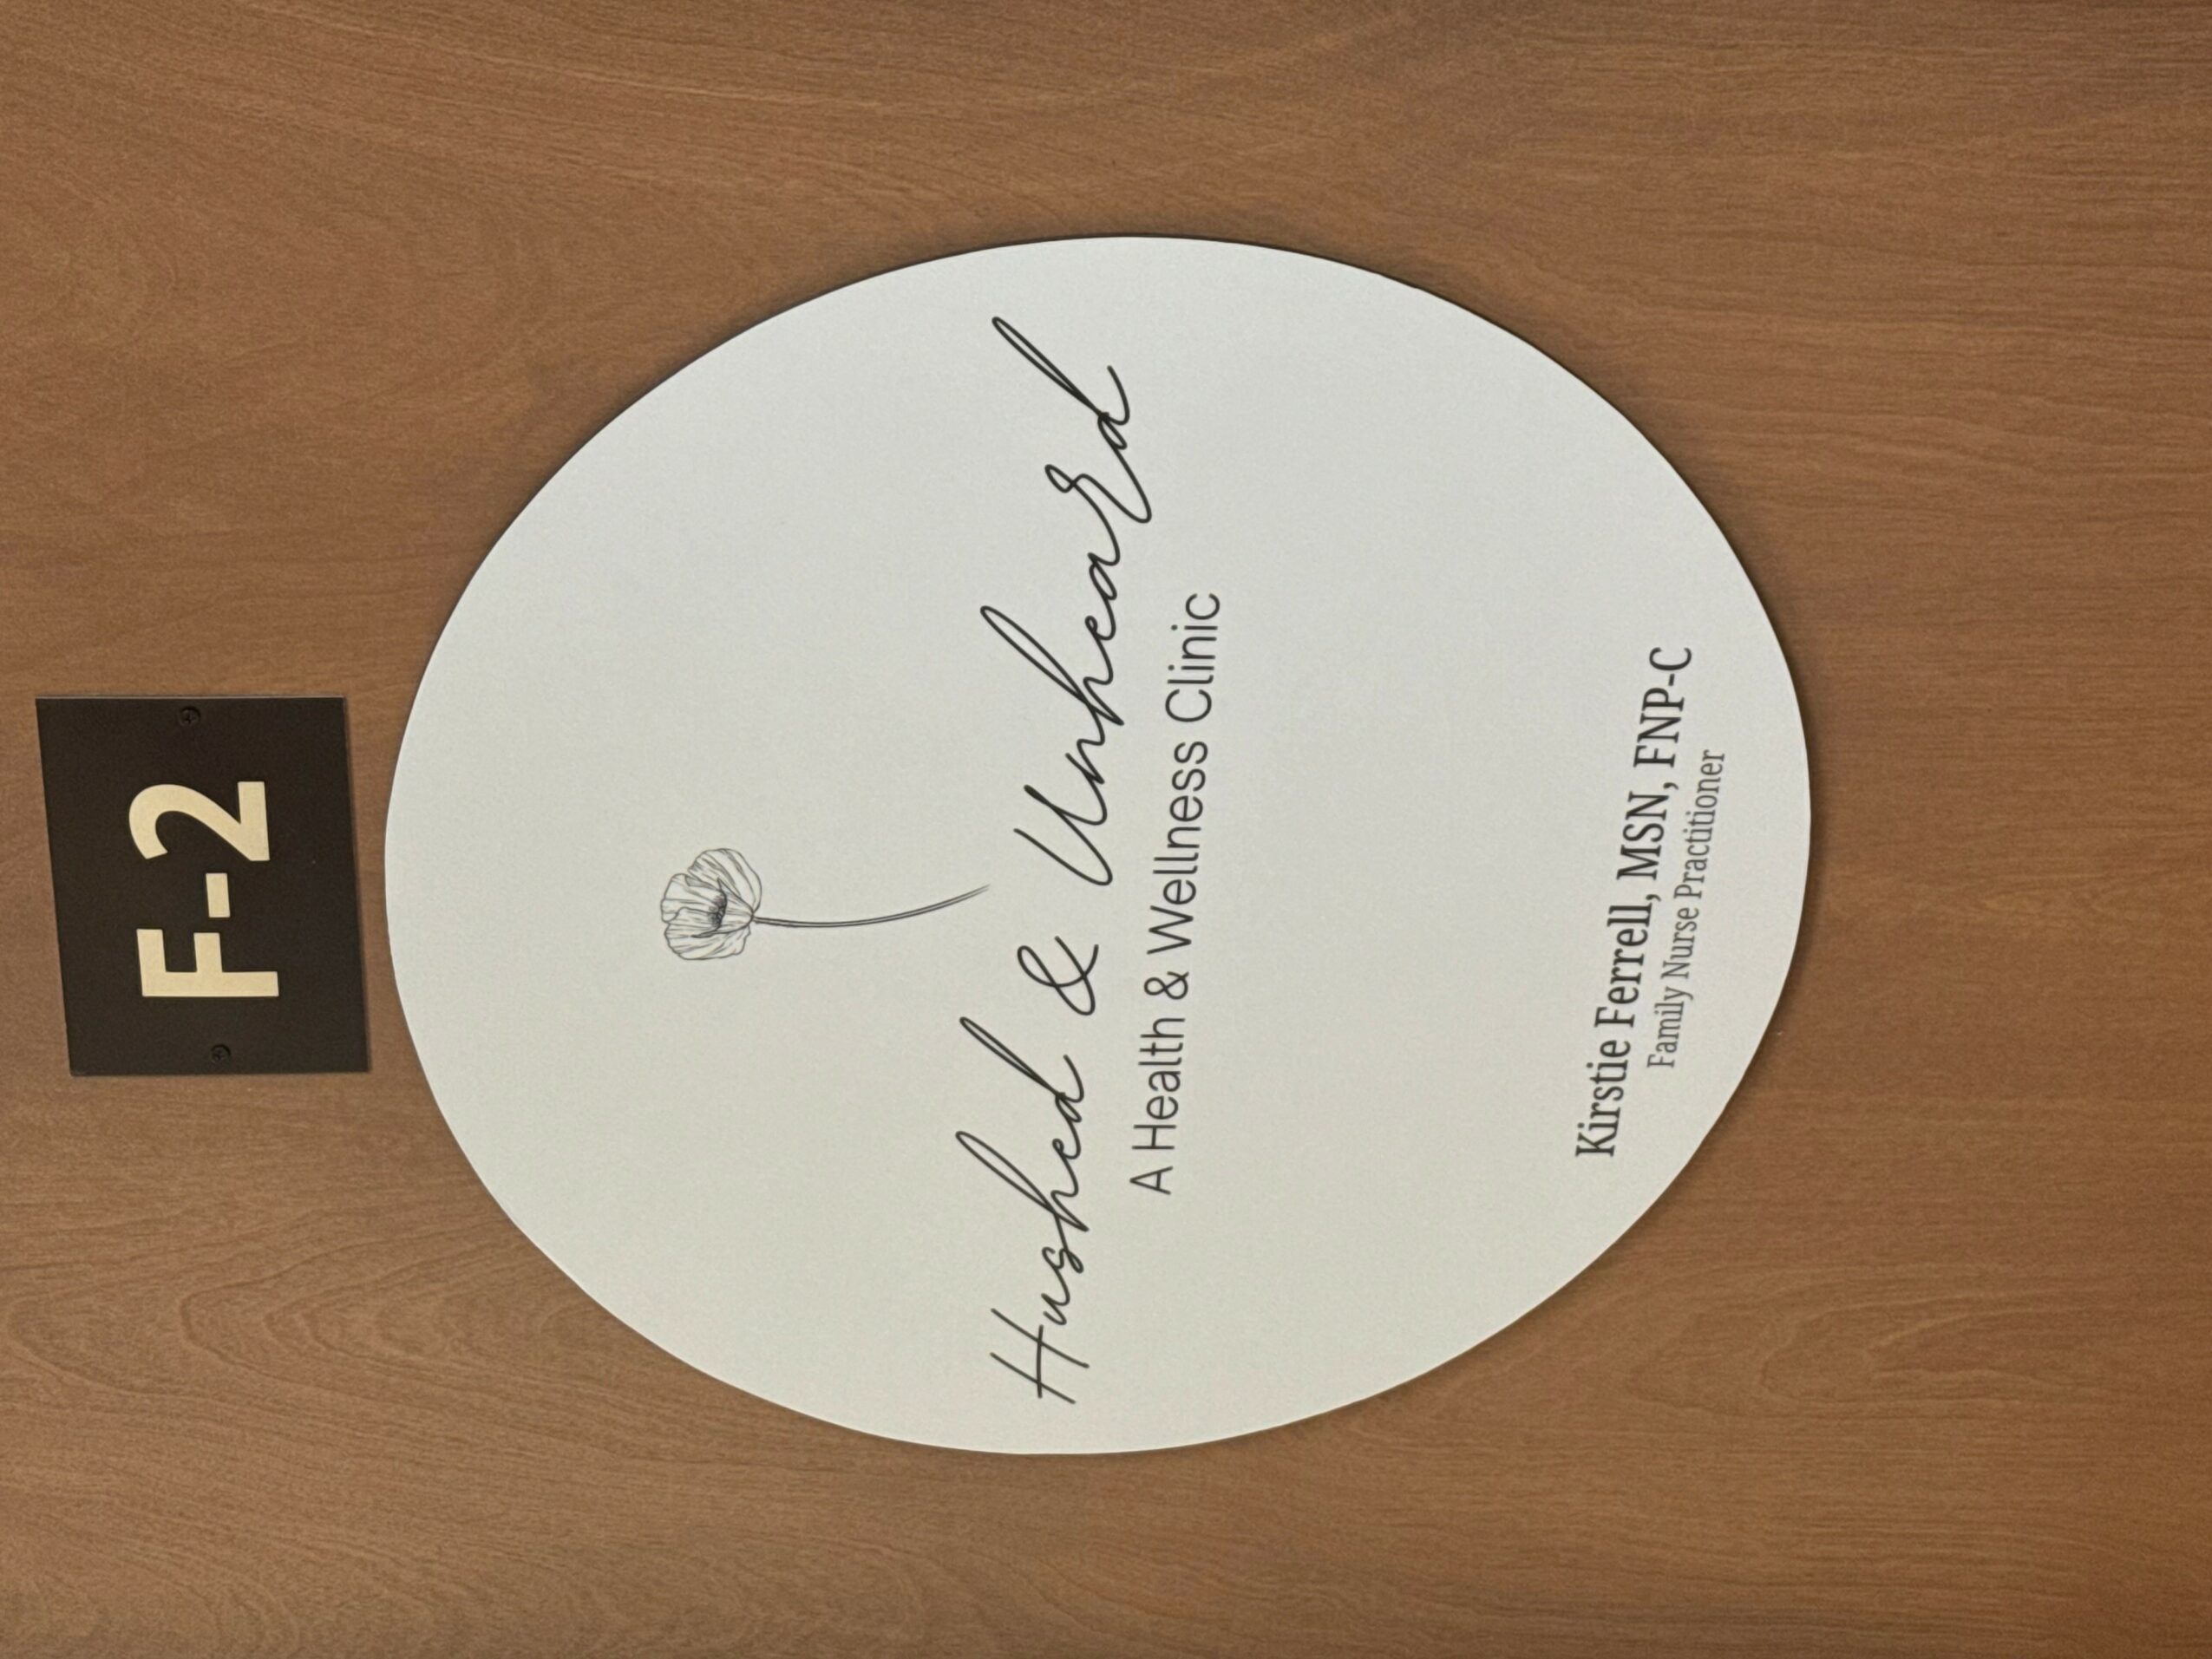 F-2
Hushed & Unheard
A Health & Wellness Clinic
Kirstie Ferrell, MSN, FNP-C
Family Nurse Practitioner